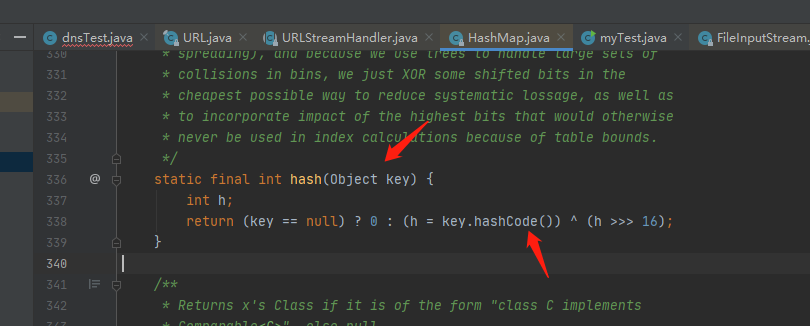 dnsTest.java × URL.java × URLStreamHandler.java × HashMap.java × myTest.java × FileInputStream.
330 * spreading), and because we use trees to handle large sets of
331 * collisions in bins, we just XOR some shifted bits in the
332 * cheapest possible way to reduce systematic lossage, as well as
333 * to incorporate impact of the highest bits that would otherwise
334 * never be used in index calculations because of table bounds.
335 */
336 @ static final int hash(Object key) {
337 int h;
338 return (key == null) ? 0 : (h = key.hashCode()) ^ (h >>> 16);
339 }
340
341 /**
342 * Returns x's Class if it is of the form "class C implements
343 * Comparable<C>", else null.